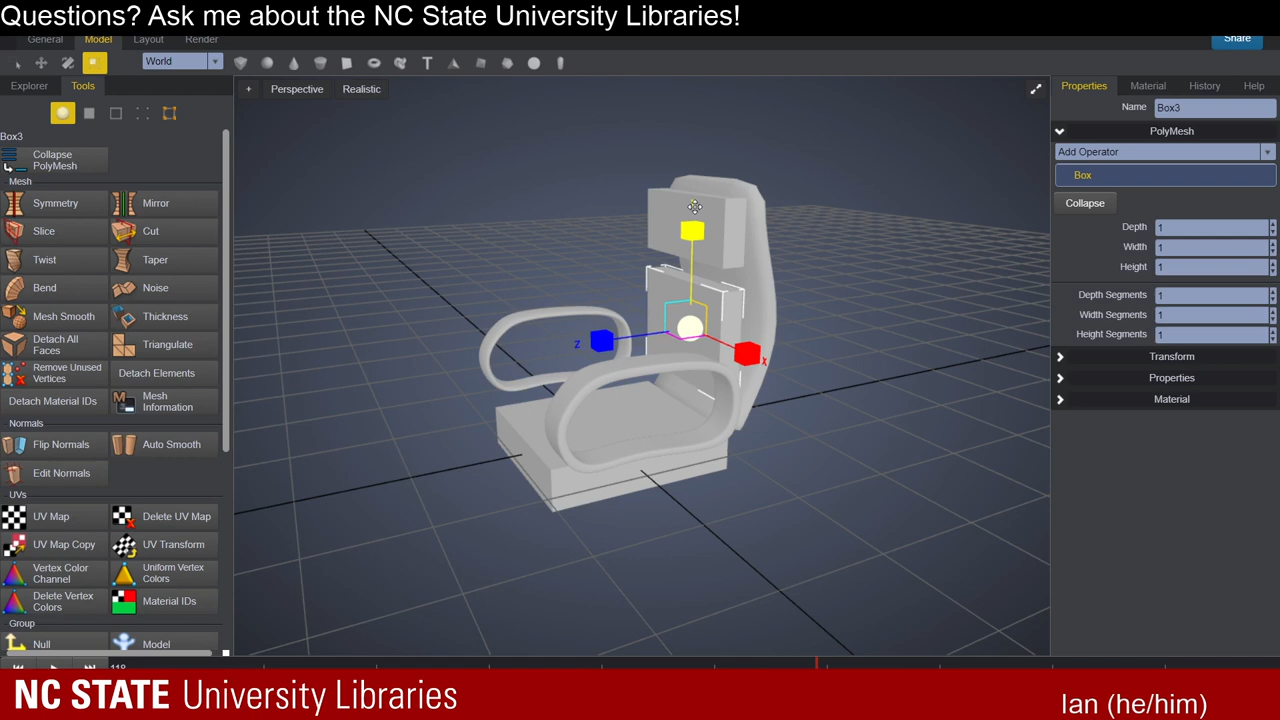 Questions? Ask me about the NC State University Libraries!
General Model Layout Render
Share
World
Explorer Tools
Perspective Realistic
Properties Material History Help
Name Box3
Box3
PolyMesh
Collapse PolyMesh
Add Operator
Mesh
Box
Symmetry Mirror
Collapse
Slice Cut
Depth 1
Width 1
Twist Taper
Height 1
Bend Noise
Depth Segments 1
Mesh Smooth Thickness
Width Segments 1
Height Segments 1
Detach All Faces Triangulate
Transform
Remove Unused Vertices Detach Elements
Properties
Detach Material IDs Mesh Information
Material
Normals
Flip Normals Auto Smooth
Edit Normals
UVs
UV Map Delete UV Map
UV Map Copy UV Transform
Vertex Color Channel Uniform Vertex Colors
Delete Vertex Colors Material IDs
Group
Null Model
z
x
118
NC STATE University Libraries
Ian (he/him)